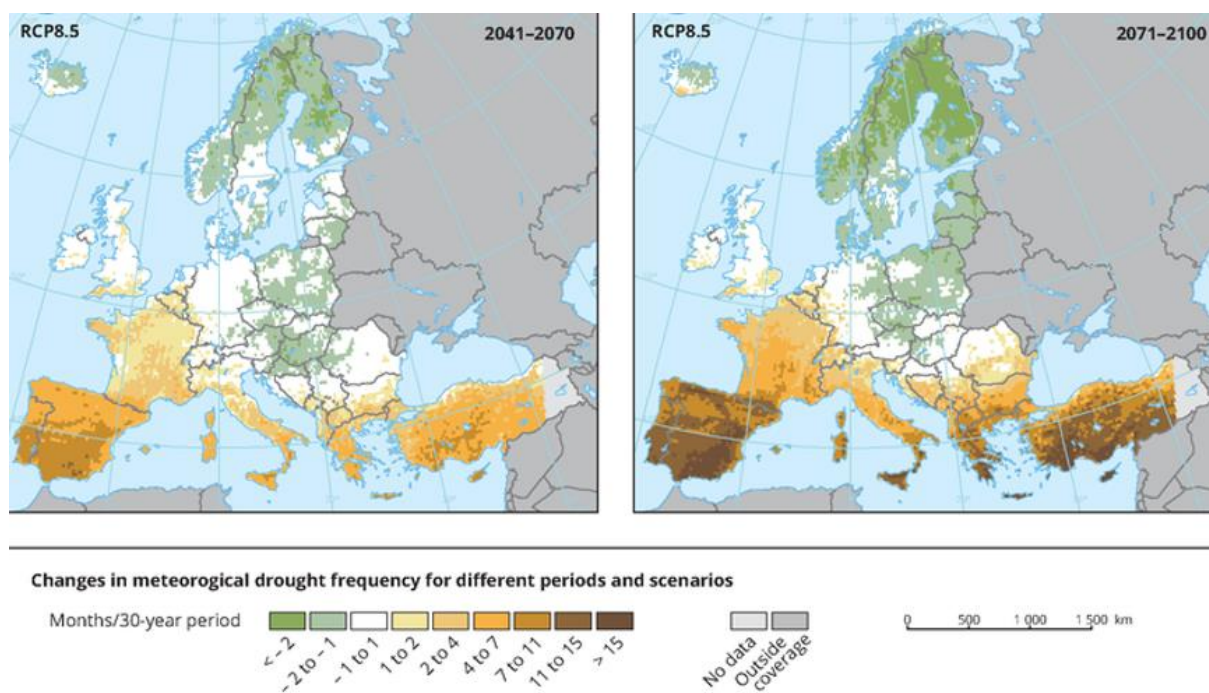 RCP8.5
2041–2070
RCP8.5
2071–2100
Changes in meteorogical drought frequency for different periods and scenarios
Months/30-year period
< – 2
– 2 to – 1
– 1 to 1
1 to 2
2 to 4
4 to 7
7 to 11
11 to 15
> 15
No data
Outside
coverage
0 500 1 000 1 500 km